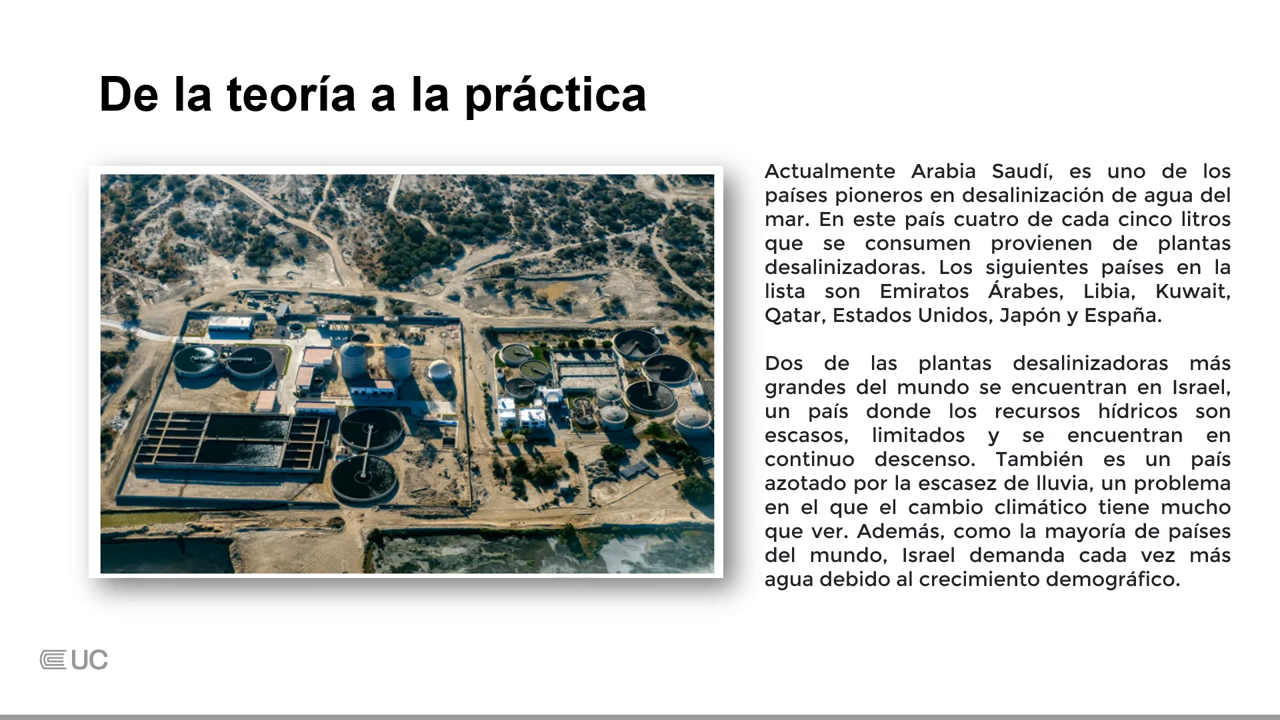 De la teoría a la práctica
Actualmente Arabia Saudí, es uno de los
países pioneros en desalinización de agua del
mar. En este país cuatro de cada cinco litros
que se consumen provienen de plantas
desalinizadoras. Los siguientes países en la
lista son Emiratos Árabes, Libia, Kuwait,
Qatar, Estados Unidos, Japón y España.
Dos de las plantas desalinizadoras más
grandes del mundo se encuentran en Israel,
un país donde los recursos hídricos son
escasos, limitados y se encuentran en
continuo descenso. También es un país
azotado por la escasez de lluvia, un problema
en el que el cambio climático tiene mucho
que ver. Además, como la mayoría de países
del mundo, Israel demanda cada vez más
agua debido al crecimiento demográfico.
UC